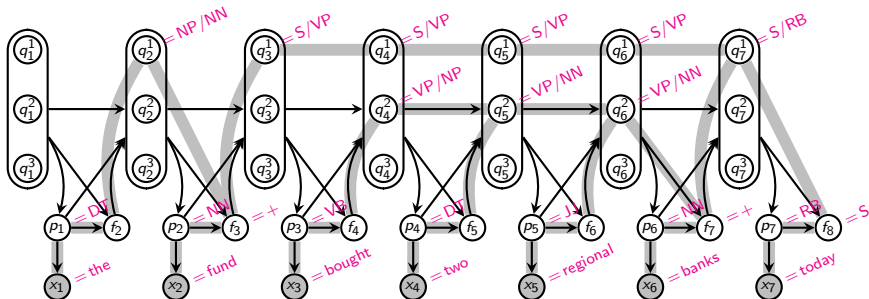 = NP/NN = S/VP = S/VP = S/VP = S/VP = S/RB
q₁¹ q₂¹ q₃¹ q₄¹ q₅¹ q₆¹ q₇¹
= VP/NP = VP/NN = VP/NN
q₁² q₂² q₃² q₄² q₅² q₆² q₇²
q₁³ q₂³ q₃³ q₄³ q₅³ q₆³ q₇³
= DT = NN = + = VB = DT = JJ = NN = + = RB = S
p₁ f₂ p₂ f₃ p₃ f₄ p₄ f₅ p₅ f₆ p₆ f₇ p₇ f₈
= the = fund = bought = two = regional = banks = today
x₁ x₂ x₃ x₄ x₅ x₆ x₇